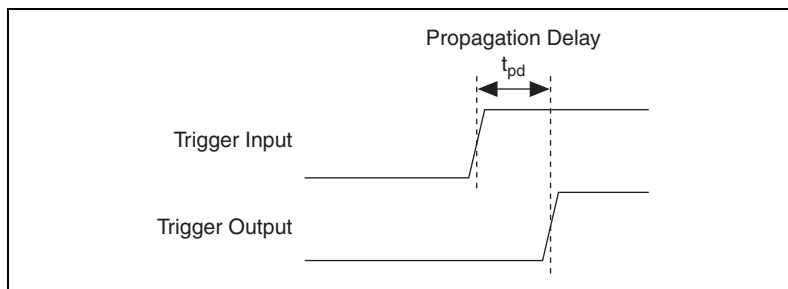 Propagation Delay
tpd
Trigger Input
Trigger Output